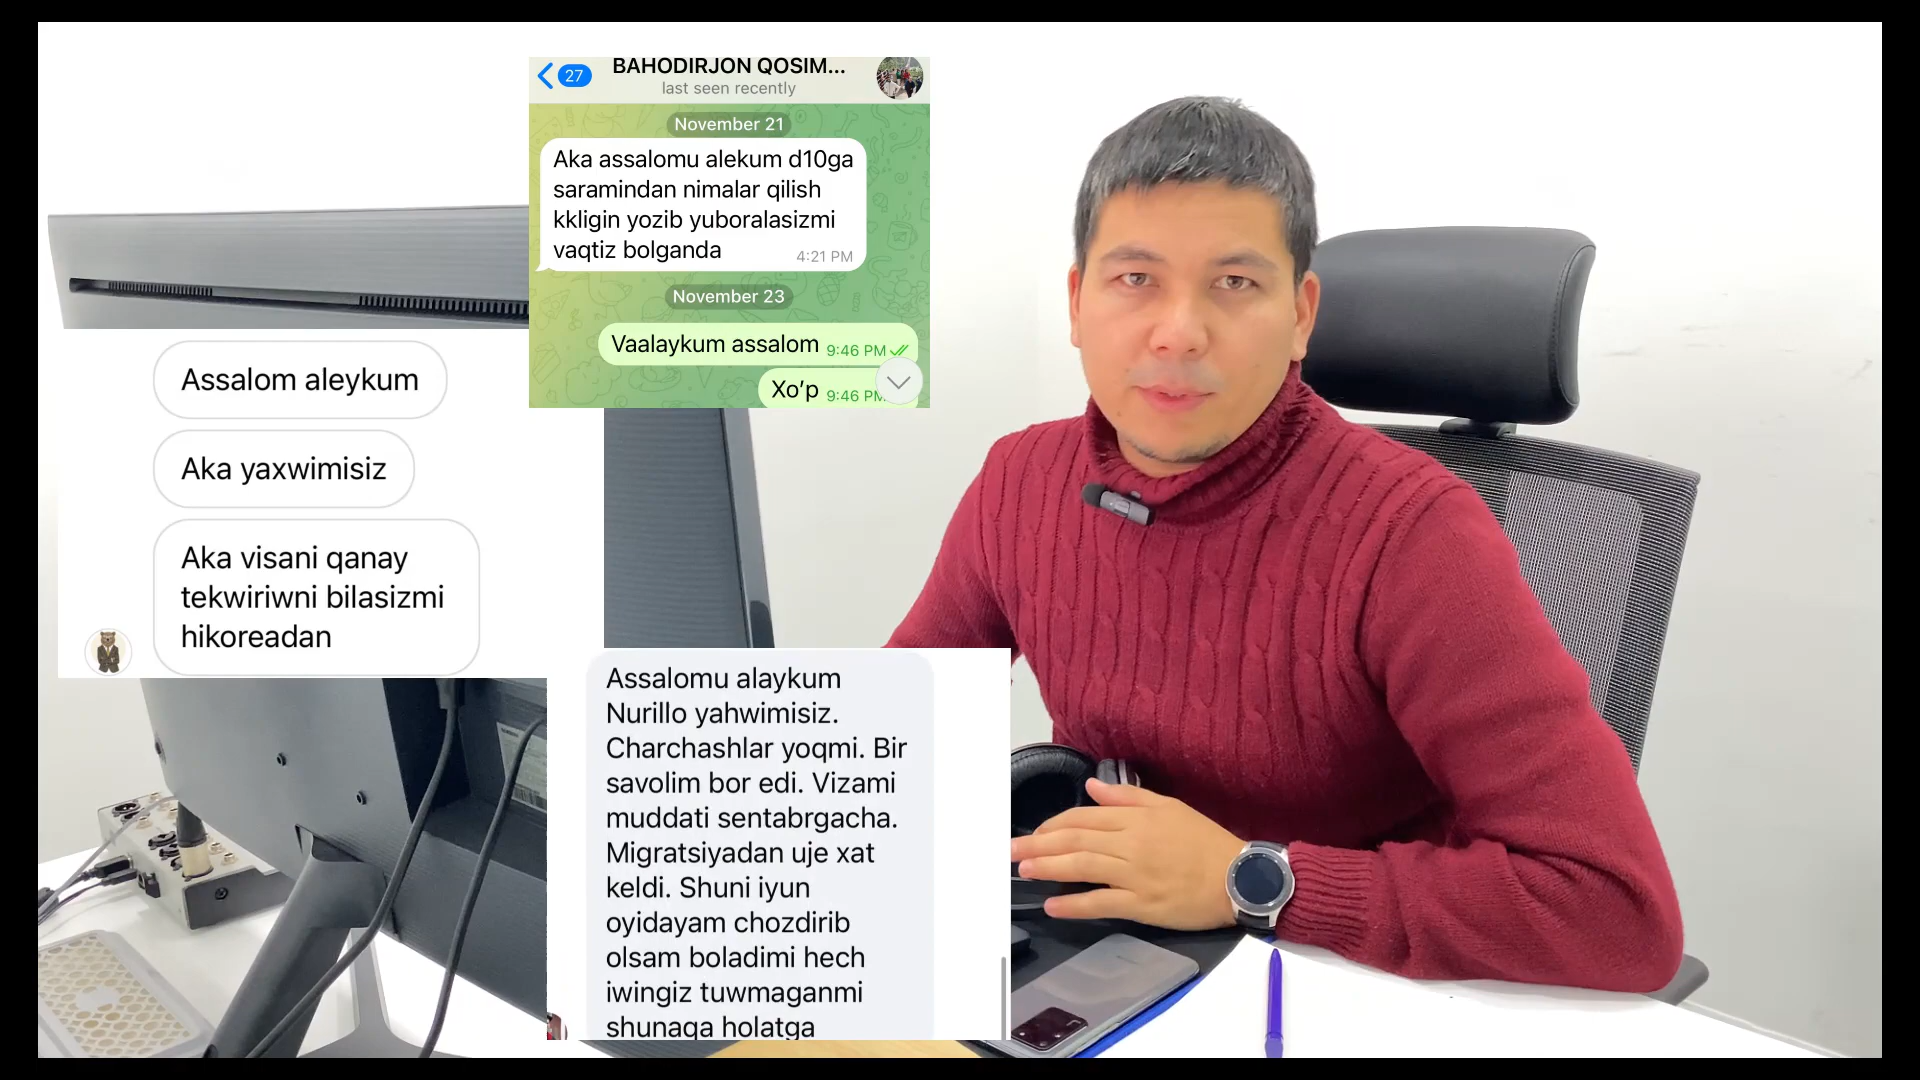 27
BAHODIRJON QOSIM...
last seen recently
November 21
Aka assalomu alekum d10ga
saramindan nimalar qilish
kkligin yozib yuboralasizmi
vaqtiz bolganda
4:21 PM
November 23
Vaalaykum assalom 9:46 PM
Xo’p 9:46 PM
Assalom aleykum
Aka yaxwimisiz
Aka visani qanay
tekwiriwni bilasizmi
hikoreadan
Assalomu alaykum
Nurillo yahwimisiz.
Charchashlar yoqmi. Bir
savolim bor edi. Vizami
muddati sentabrgacha.
Migratsiyadan uje xat
keldi. Shuni iyun
oyidayam chozdirib
olsam boladimi hech
iwingiz tuwmaganmi
shunaqa holatga